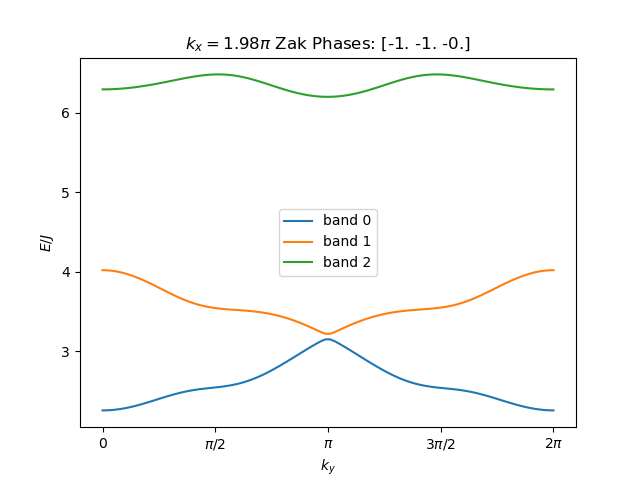 $k_x = 1.98\pi$ Zak Phases: [-1. -1. -0.]
E/J
6
5
4
3
band 0
band 1
band 2
0
π/2
π
3π/2
2π
$k_y$